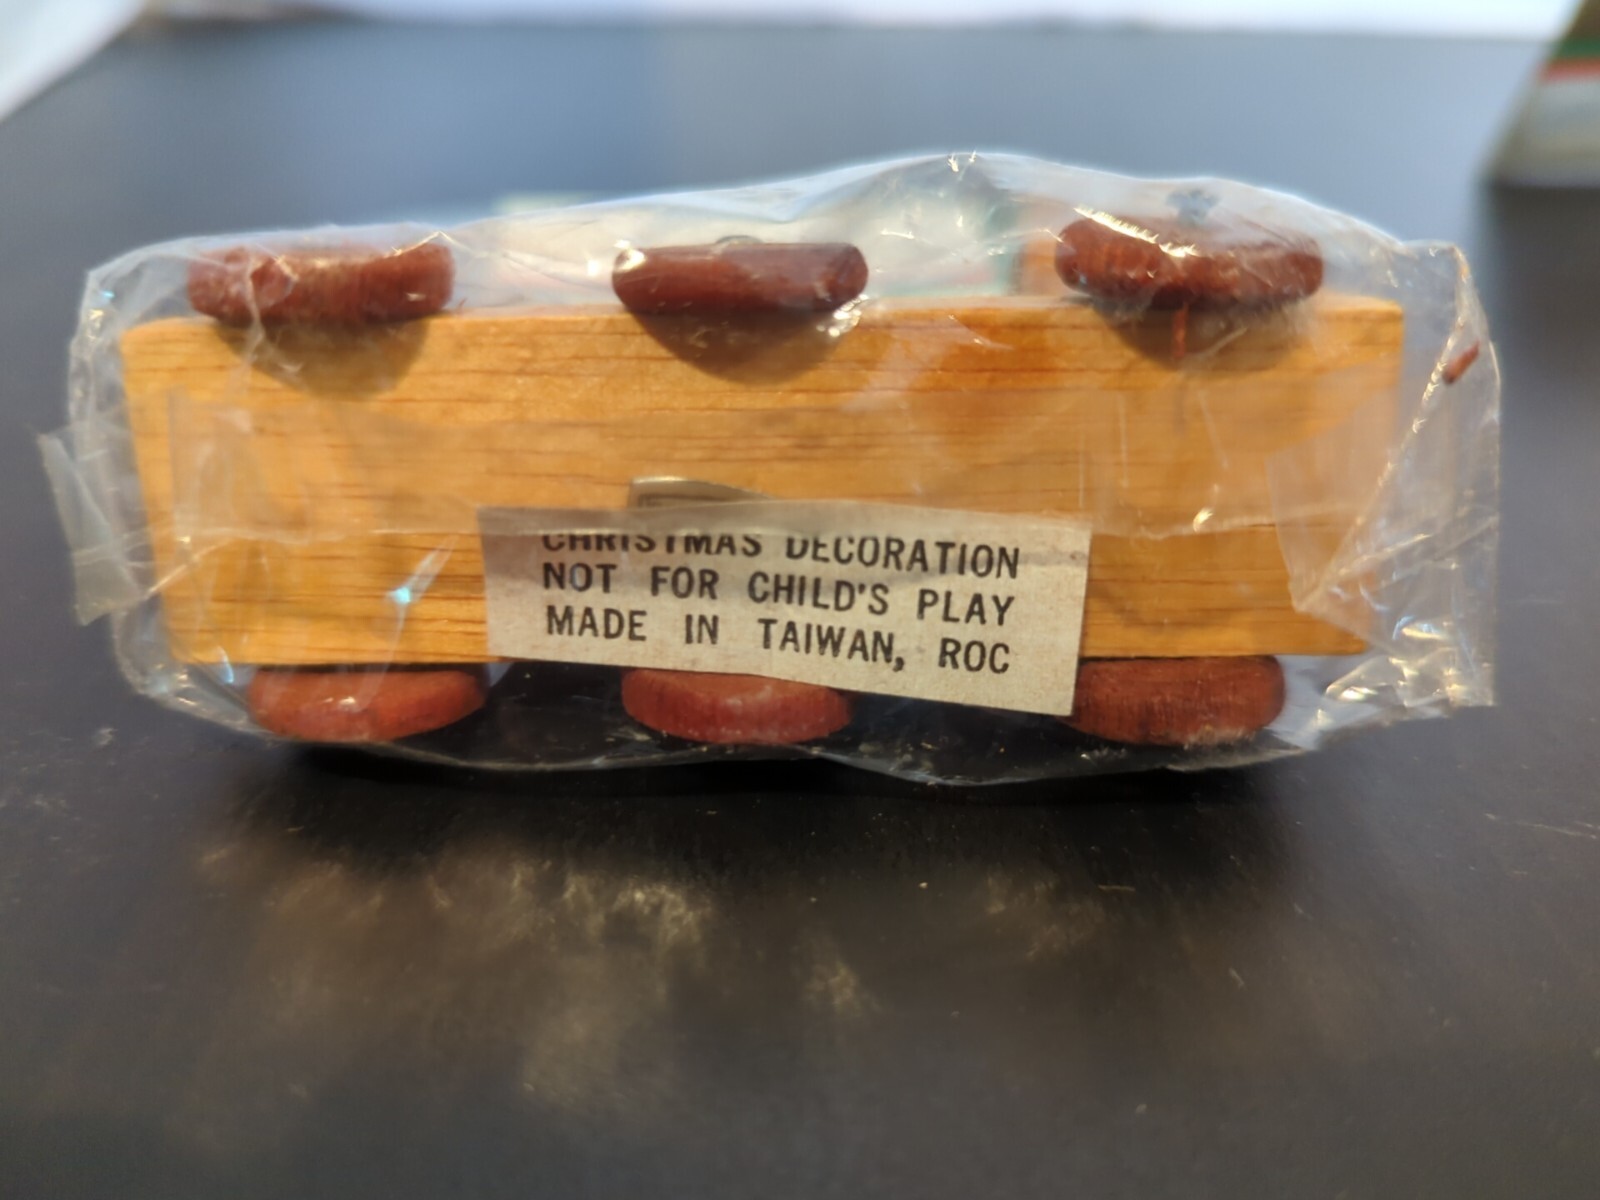 CHRISTMAS DECORATION
NOT FOR CHILD'S PLAY
MADE IN TAIWAN, ROC